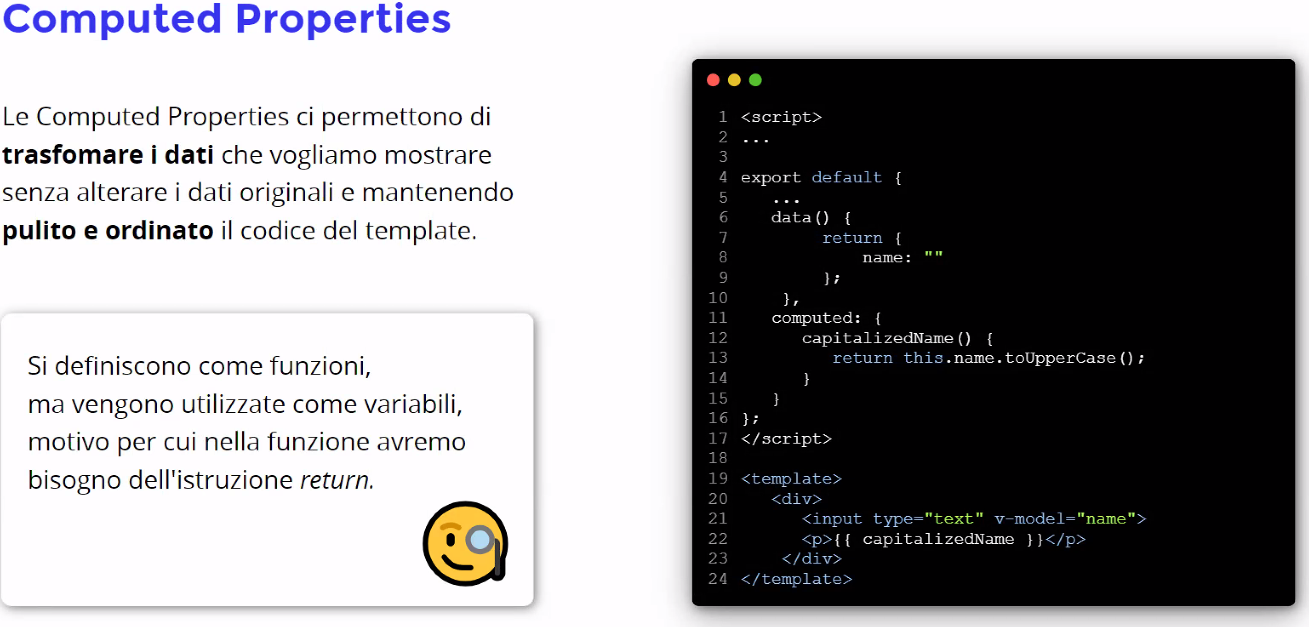 Computed Properties
Le Computed Properties ci permettono di
trasfomare i dati che vogliamo mostrare
senza alterare i dati originali e mantenendo
pulito e ordinato il codice del template.
Si definiscono come funzioni,
ma vengono utilizzate come variabili,
motivo per cui nella funzione avremo
bisogno dell'istruzione return.
1 <script>
2 ...
3
4 export default {
5 ...
6 data() {
7 return {
8 name: ""
9 };
10 },
11 computed: {
12 capitalizedName() {
13 return this.name.toUpperCase();
14 }
15 }
16 };
17 </script>
18
19 <template>
20 <div>
21 <input type="text" v-model="name">
22 <p>{{ capitalizedName }}</p>
23 </div>
24 </template>